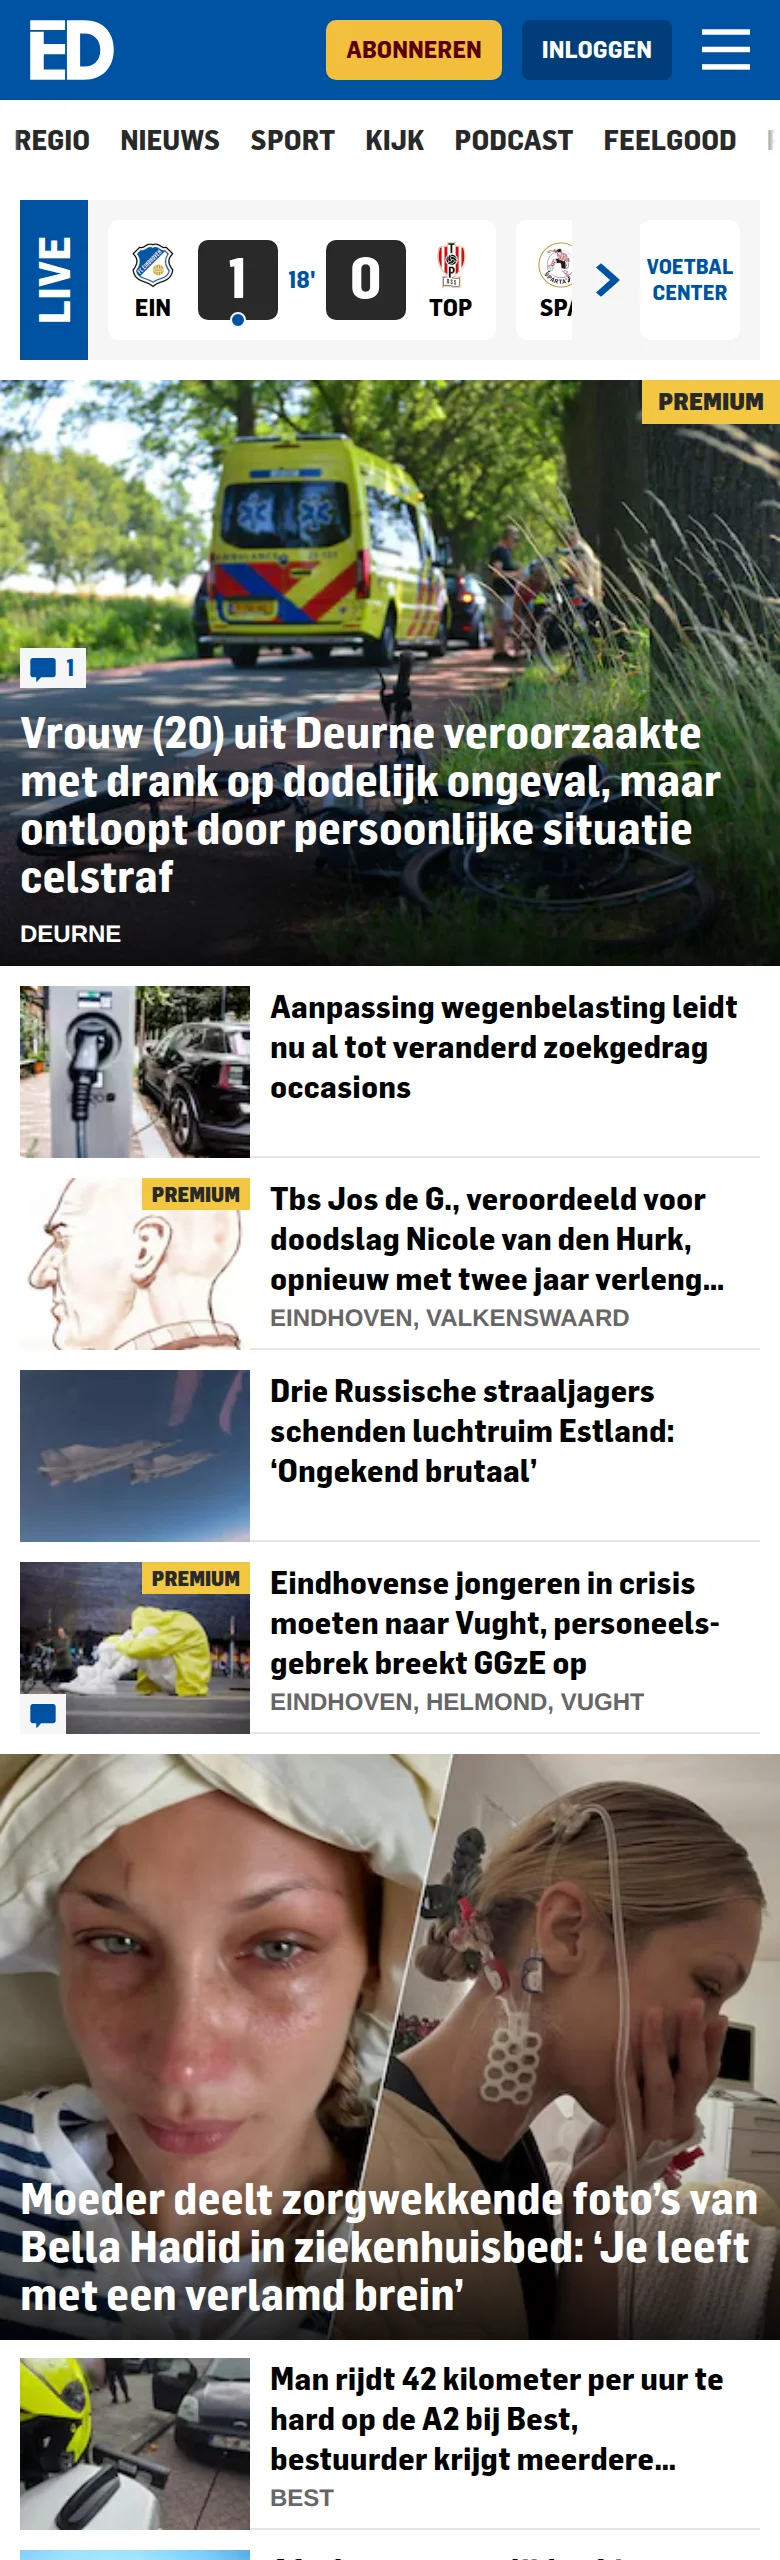 ED
ABONNEREN
INLOGGEN
REGIO NIEUWS SPORT KIJK PODCAST FEELGOOD
LIVE
EIN
1
18'
0
TOP
SPA
VOETBAL
CENTER
PREMIUM
AMBULANCE
1
Vrouw (20) uit Deurne veroorzaakte
met drank op dodelijk ongeval, maar
ontloopt door persoonlijke situatie
celstraf
DEURNE
Aanpassing wegenbelasting leidt
nu al tot veranderd zoekgedrag
occasions
PREMIUM
Tbs Jos de G., veroordeeld voor
doodslag Nicole van den Hurk,
opnieuw met twee jaar verleng...
EINDHOVEN, VALKENSWAARD
Drie Russische straaljagers
schenden luchtruim Estland:
‘Ongekend brutaal’
PREMIUM
Eindhovense jongeren in crisis
moeten naar Vught, personeels-
gebrek breekt GGzE op
EINDHOVEN, HELMOND, VUGHT
Moeder deelt zorgwekkende foto’s van
Bella Hadid in ziekenhuisbed: ‘Je leeft
met een verlamd brein’
Man rijdt 42 kilometer per uur te
hard op de A2 bij Best,
bestuurder krijgt meerdere...
BEST